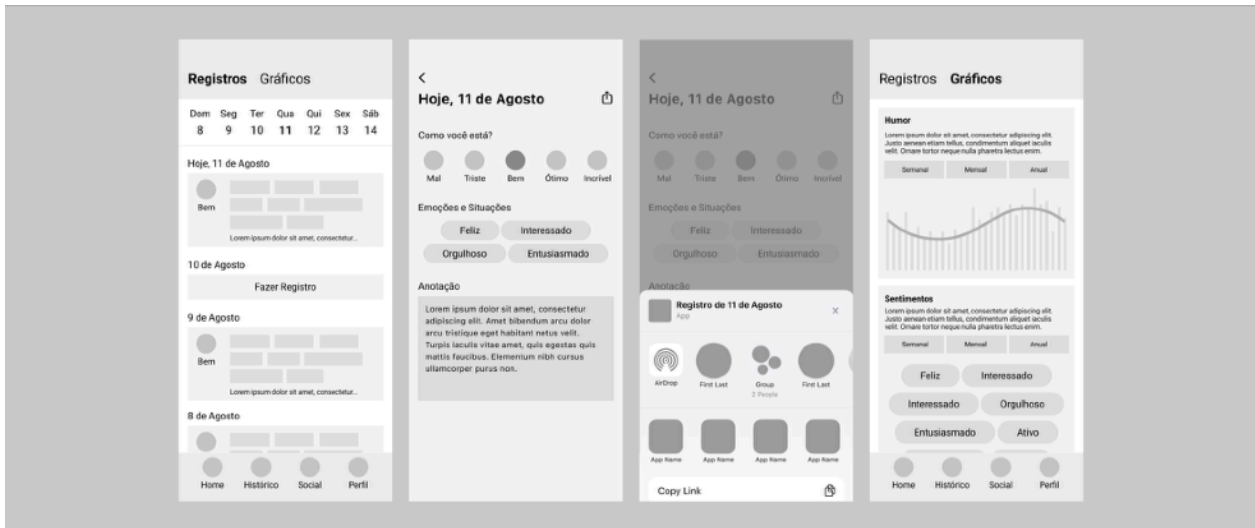 Registros Gráficos
Dom Seg Ter Qua Qui Sex Sáb
8 9 10 11 12 13 14
Hoje, 11 de Agosto
Bem
Lorem ipsum dolor sit amet, consectetur...
10 de Agosto
Fazer Registro
9 de Agosto
Bem
Lorem ipsum dolor sit amet, consectetur...
8 de Agosto
Home Histórico Social Perfil
Hoje, 11 de Agosto
Como você está?
Mal Triste Bem Ótimo Incrível
Emoções e Situações
Feliz Interessado
Orgulhoso Entusiasmado
Anotação
Lorem ipsum dolor sit amet, consectetur
adipiscing elit. Amet bibendum arcu dolor
arcu tristique eget habitant netus velit.
Turpis iaculis vitae amet, quis egestas quis
mattis faucibus. Elementum nibh cursus
ullamcorper purus non.
Hoje, 11 de Agosto
Como você está?
Mal Triste Bem Ótimo Incrível
Emoções e Situações
Feliz Interessado
Orgulhoso Entusiasmado
Anotação
Registro de 11 de Agosto
App
AirDrop First Last Group First Last
2 People
App Name App Name App Name App Name
Copy Link
Registros Gráficos
Humor
Lorem ipsum dolor sit amet, consectetur adipiscing elit.
Justo aenean etiam tellus, condimentum aliquet iaculis
velit. Ornare tortor neque nulla pharetra lectus enim.
Semanal Mensal Anual
Sentimentos
Lorem ipsum dolor sit amet, consectetur adipiscing elit.
Justo aenean etiam tellus, condimentum aliquet iaculis
velit. Ornare tortor neque nulla pharetra lectus enim.
Semanal Mensal Anual
Feliz Interessado
Interessado Orgulhoso
Entusiasmado Ativo
Home Histórico Social Perfil